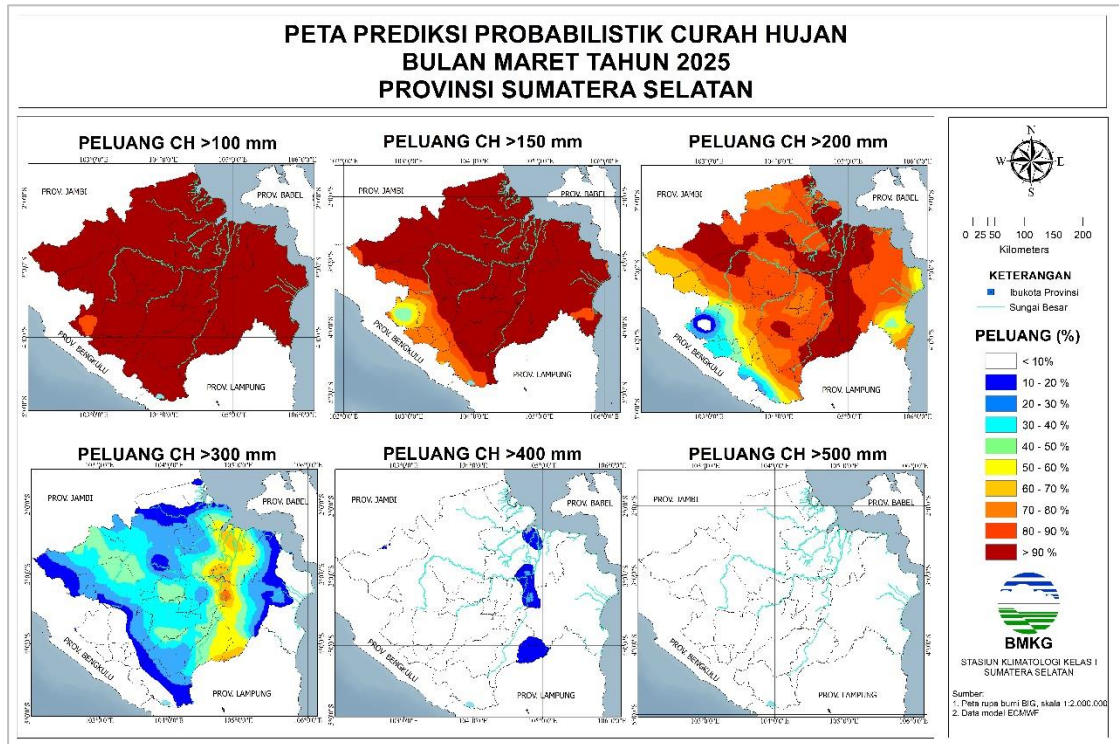 PETA PREDIKSI PROBABILISTIK CURAH HUJAN
BULAN MARET TAHUN 2025
PROVINSI SUMATERA SELATAN
PELUANG CH >100 mm
PROV. JAMBI
PROV. BABEL
PROV. BENGKULU
PROV. LAMPUNG
PELUANG CH >150 mm
PROV. JAMBI
PROV. BABEL
PROV. BENGKULU
PROV. LAMPUNG
PELUANG CH >200 mm
PROV. JAMBI
PROV. BABEL
PROV. BENGKULU
PROV. LAMPUNG
PELUANG CH >300 mm
PROV. JAMBI
PROV. BABEL
PROV. BENGKULU
PROV. LAMPUNG
PELUANG CH >400 mm
PROV. JAMBI
PROV. BABEL
PROV. BENGKULU
PROV. LAMPUNG
PELUANG CH >500 mm
PROV. JAMBI
PROV. BABEL
PROV. BENGKULU
PROV. LAMPUNG
N
W E
S
0 25 50 100 150 200
Kilometers
KETERANGAN
Ibukota Provinsi
Sungai Besar
PELUANG (%)
< 10%
10 - 20 %
20 - 30 %
30 - 40 %
40 - 50 %
50 - 60 %
60 - 70 %
70 - 80 %
80 - 90 %
> 90 %
BMKG
STASIUN KLIMATOLOGI KELAS I
SUMATERA SELATAN
Sumber:
1. Peta rupa bumi BIG, skala 1:2.000.000
2. Data model ECMWF